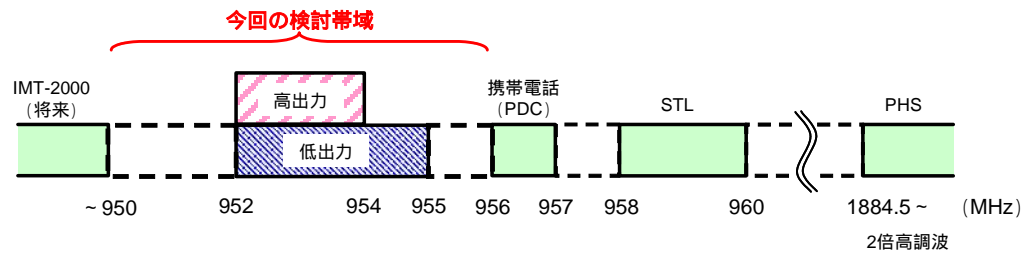 今回の検討帯域
IMT-2000
(将来)
高出力
低出力
携帯電話
(PDC)
STL
PHS
~ 950
952
954
955
956
957
958
960
1884.5 ~
(MHz)
2倍高調波